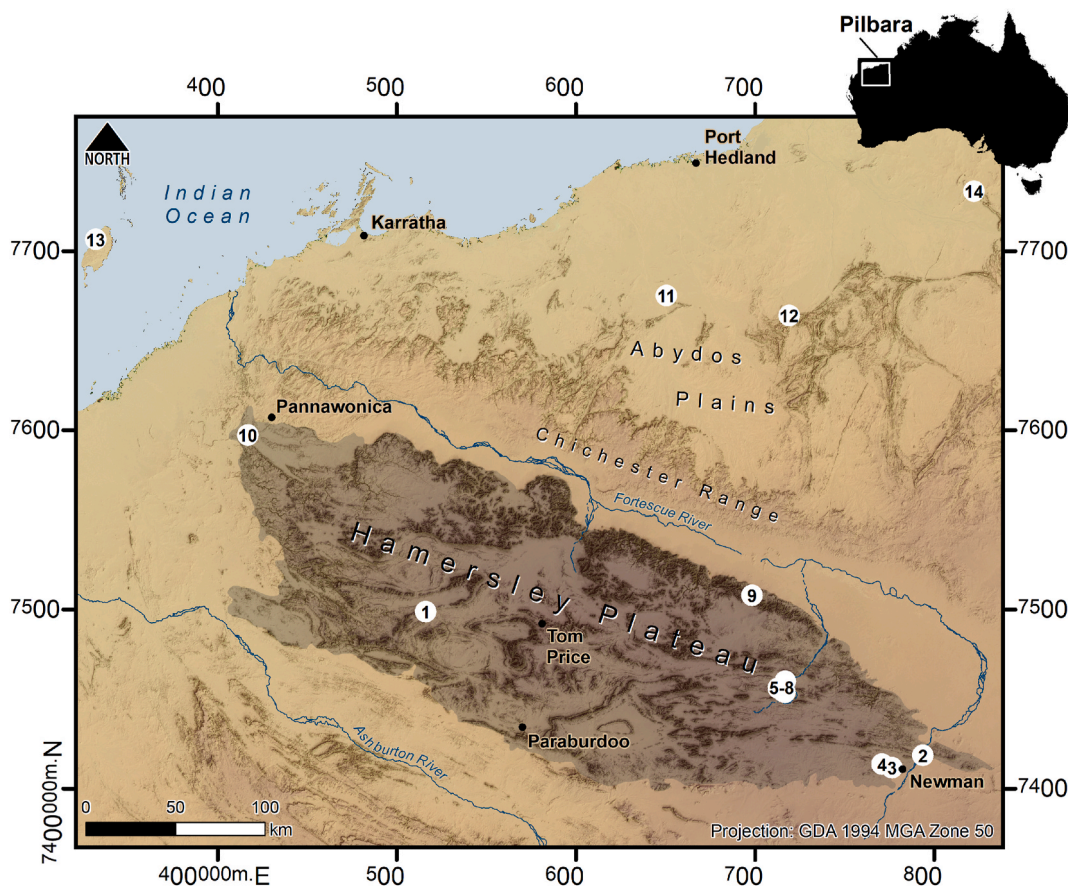 Pilbara
400
500
600
700
NORTH
Port
Hedland
Indian
Ocean
14
13
Karratha
7700
7700
11
12
Abydos
Plains
Pannawonica
7600
10
7600
Chichester Range
Fortescue River
Hamersley Plateau
9
7500
1
7500
Tom
Price
5-8
Paraburdoo
Ashburton River
2
4
3
Newman
7400
0
50
100
km
Projection: GDA 1994 MGA Zone 50
7400000m.N
400000m.E
500
600
700
800